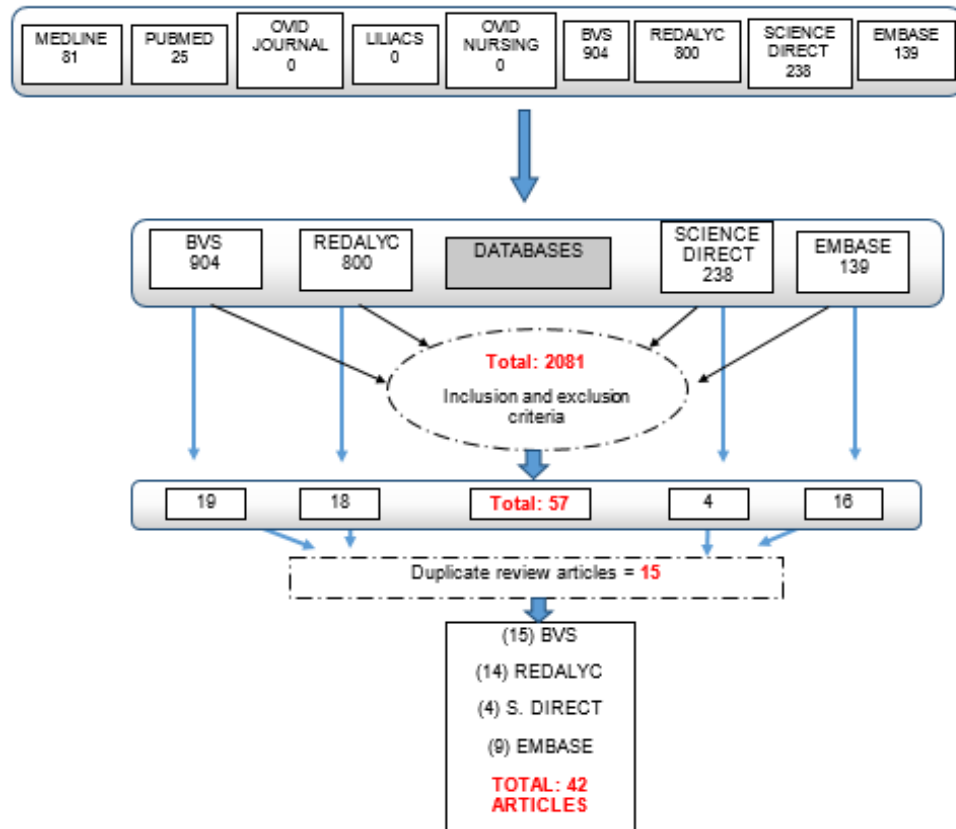 MEDLINE
81
PUBMED
25
OVID
JOURNAL
0
LILIACS
0
OVID
NURSING
0
BVS
904
REDALYC
800
SCIENCE
DIRECT
238
EMBASE
139
BVS
904
REDALYC
800
DATABASES
SCIENCE
DIRECT
238
EMBASE
139
Total: 2081
Inclusion and exclusion
criteria
19
18
Total: 57
4
16
Duplicate review articles = 15
(15) BVS
(14) REDALYC
(4) S. DIRECT
(9) EMBASE
TOTAL: 42
ARTICLES